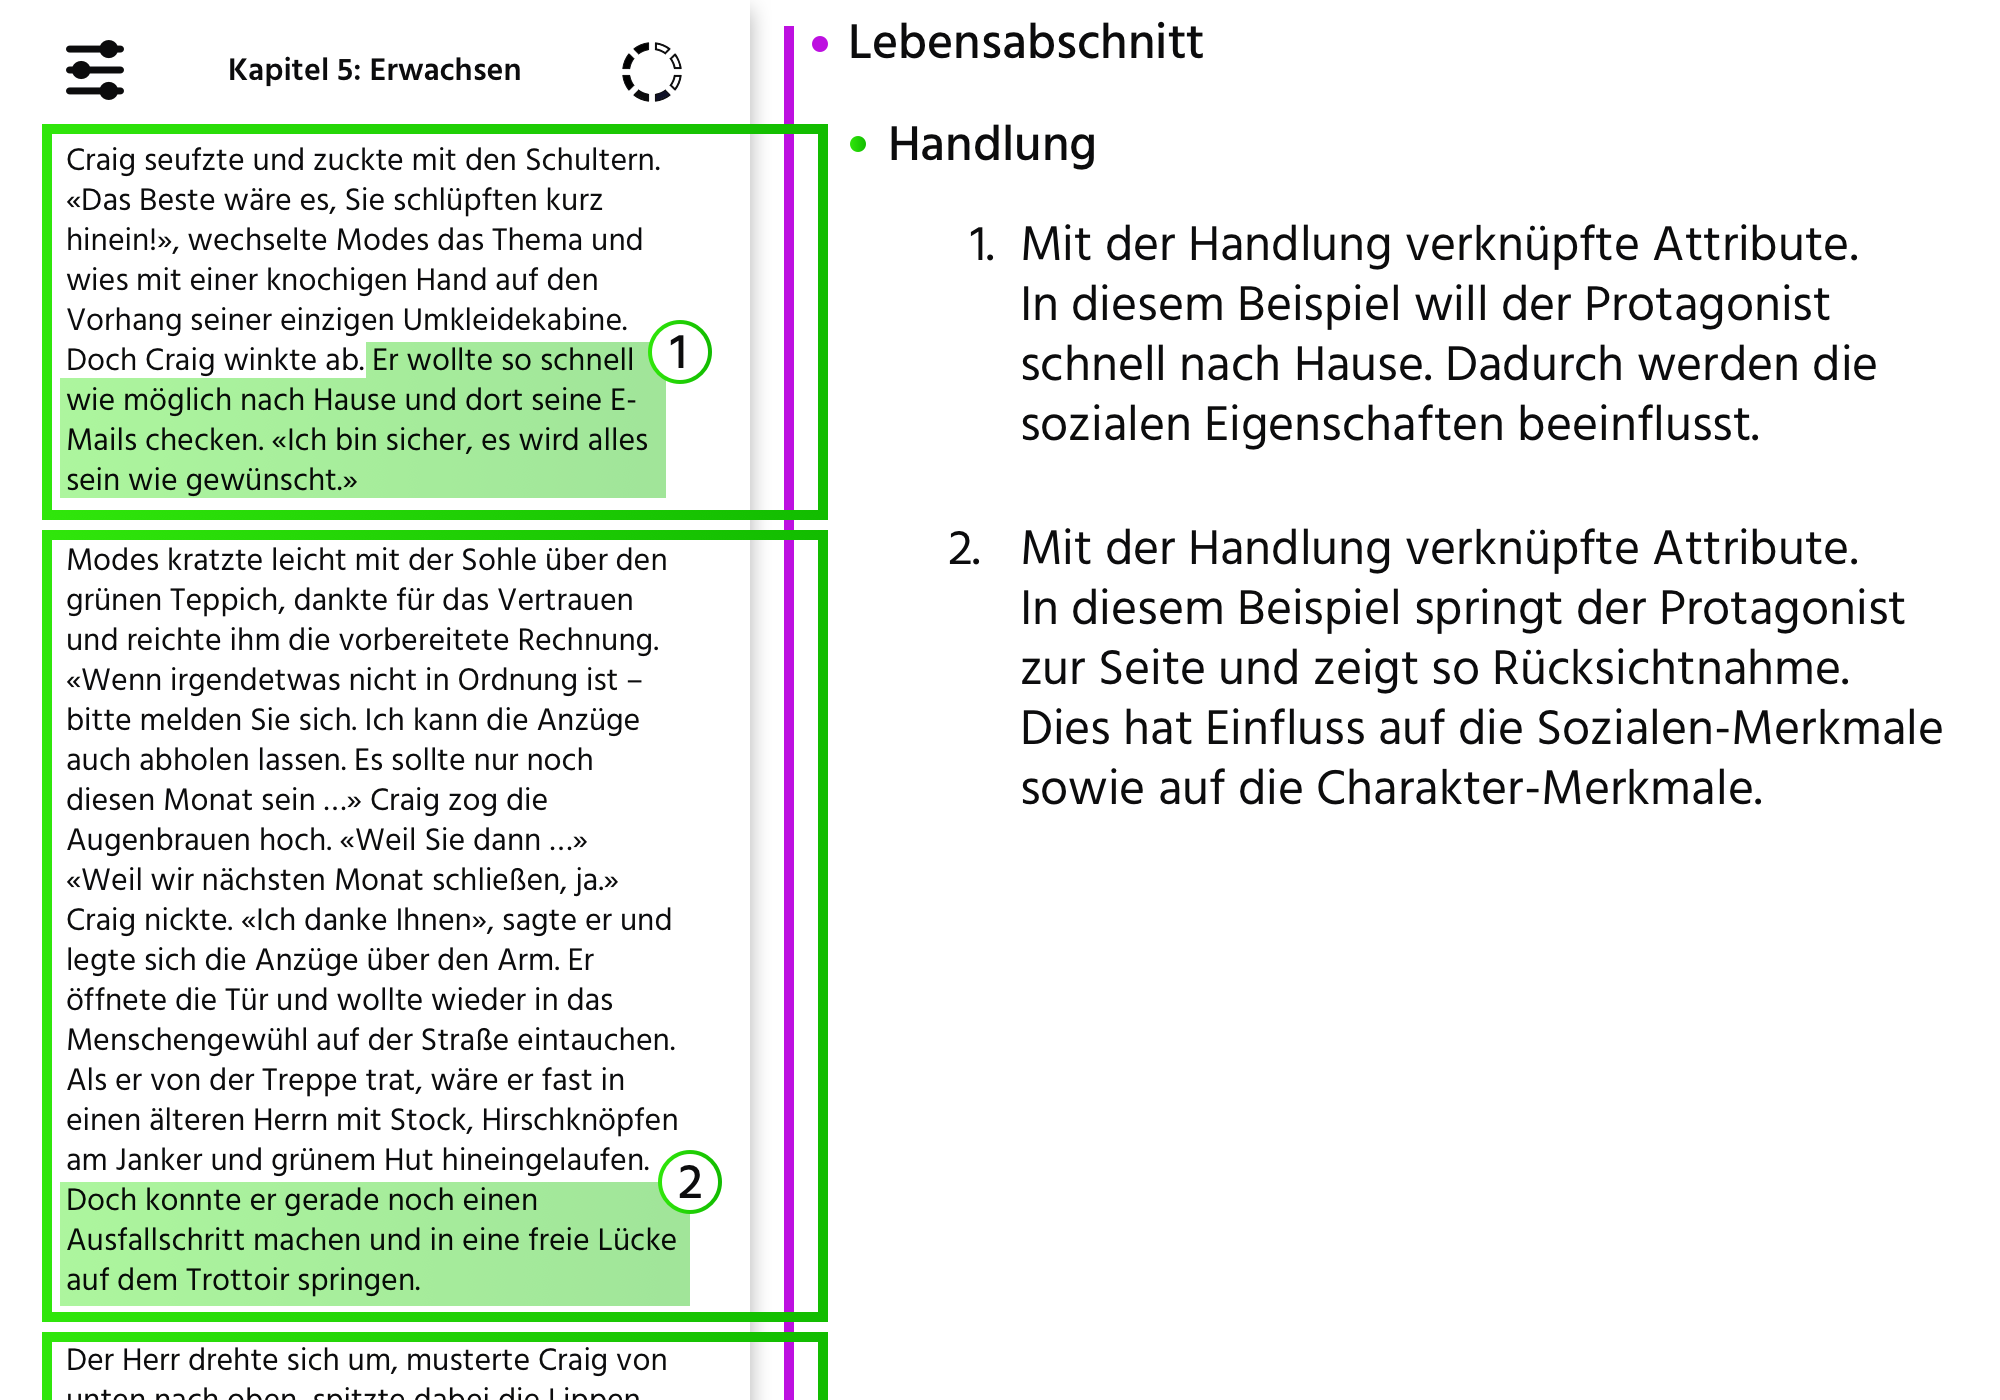 Kapitel 5: Erwachsen
Craig seufzte und zuckte mit den Schultern.
«Das Beste wäre es, Sie schlüpften kurz
hinein!», wechselte Modes das Thema und
wies mit einer knochigen Hand auf den
Vorhang seiner einzigen Umkleidekabine.
Doch Craig winkte ab. Er wollte so schnell
wie möglich nach Hause und dort seine E-
Mails checken. «Ich bin sicher, es wird alles
sein wie gewünscht.»
1
Modes kratzte leicht mit der Sohle über den
grünen Teppich, dankte für das Vertrauen
und reichte ihm die vorbereitete Rechnung.
«Wenn irgendetwas nicht in Ordnung ist –
bitte melden Sie sich. Ich kann die Anzüge
auch abholen lassen. Es sollte nur noch
diesen Monat sein …» Craig zog die
Augenbrauen hoch. «Weil Sie dann …»
«Weil wir nächsten Monat schließen, ja.»
Craig nickte. «Ich danke Ihnen», sagte er und
legte sich die Anzüge über den Arm. Er
öffnete die Tür und wollte wieder in das
Menschengewühl auf der Straße eintauchen.
Als er von der Treppe trat, wäre er fast in
einen älteren Herrn mit Stock, Hirschknöpfen
am Janker und grünem Hut hineingelaufen.
Doch konnte er gerade noch einen
Ausfallschritt machen und in eine freie Lücke
auf dem Trottoir springen.
2
Der Herr drehte sich um, musterte Craig von
unten nach oben, spitzte dabei die Lippen
• Lebensabschnitt
• Handlung
1. Mit der Handlung verknüpfte Attribute.
In diesem Beispiel will der Protagonist
schnell nach Hause. Dadurch werden die
sozialen Eigenschaften beeinflusst.
2. Mit der Handlung verknüpfte Attribute.
In diesem Beispiel springt der Protagonist
zur Seite und zeigt so Rücksichtnahme.
Dies hat Einfluss auf die Sozialen-Merkmale
sowie auf die Charakter-Merkmale.